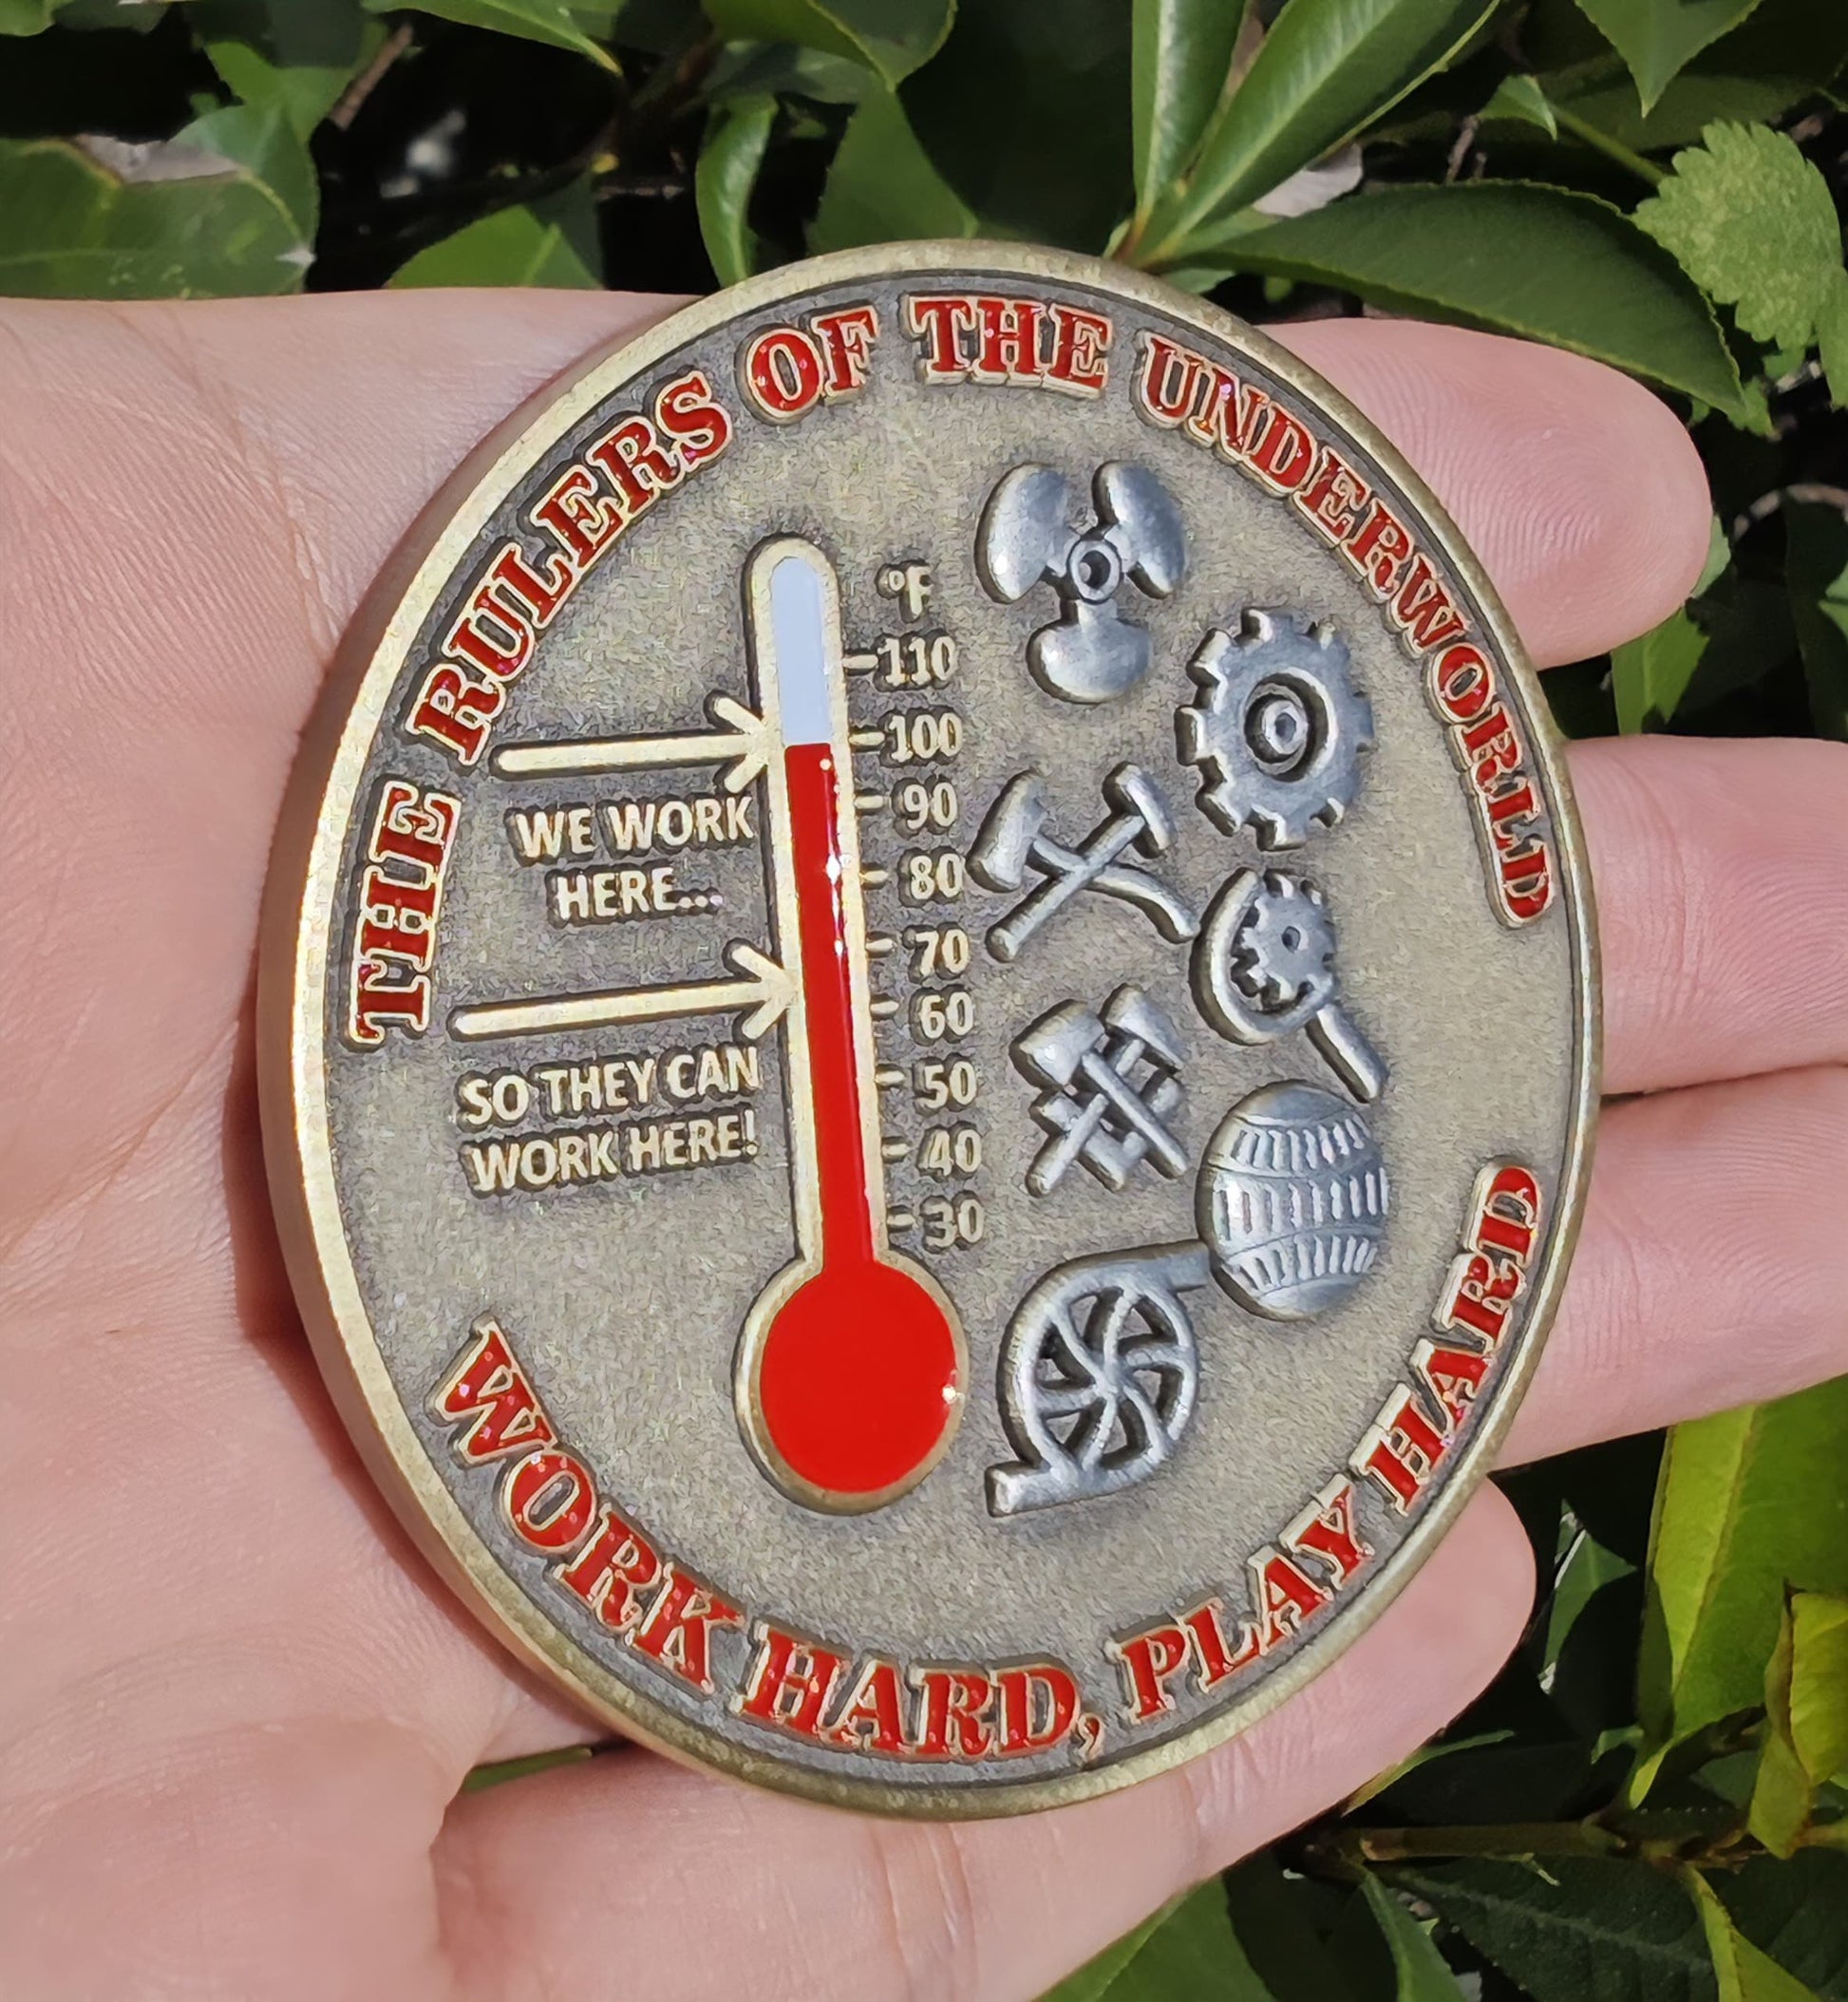 THE RULERS OF THE UNDERWORLD
°F
110
100
90
80
70
60
50
40
30
WE WORK
HERE...
SO THEY CAN
WORK HERE!
WORK HARD, PLAY HARD